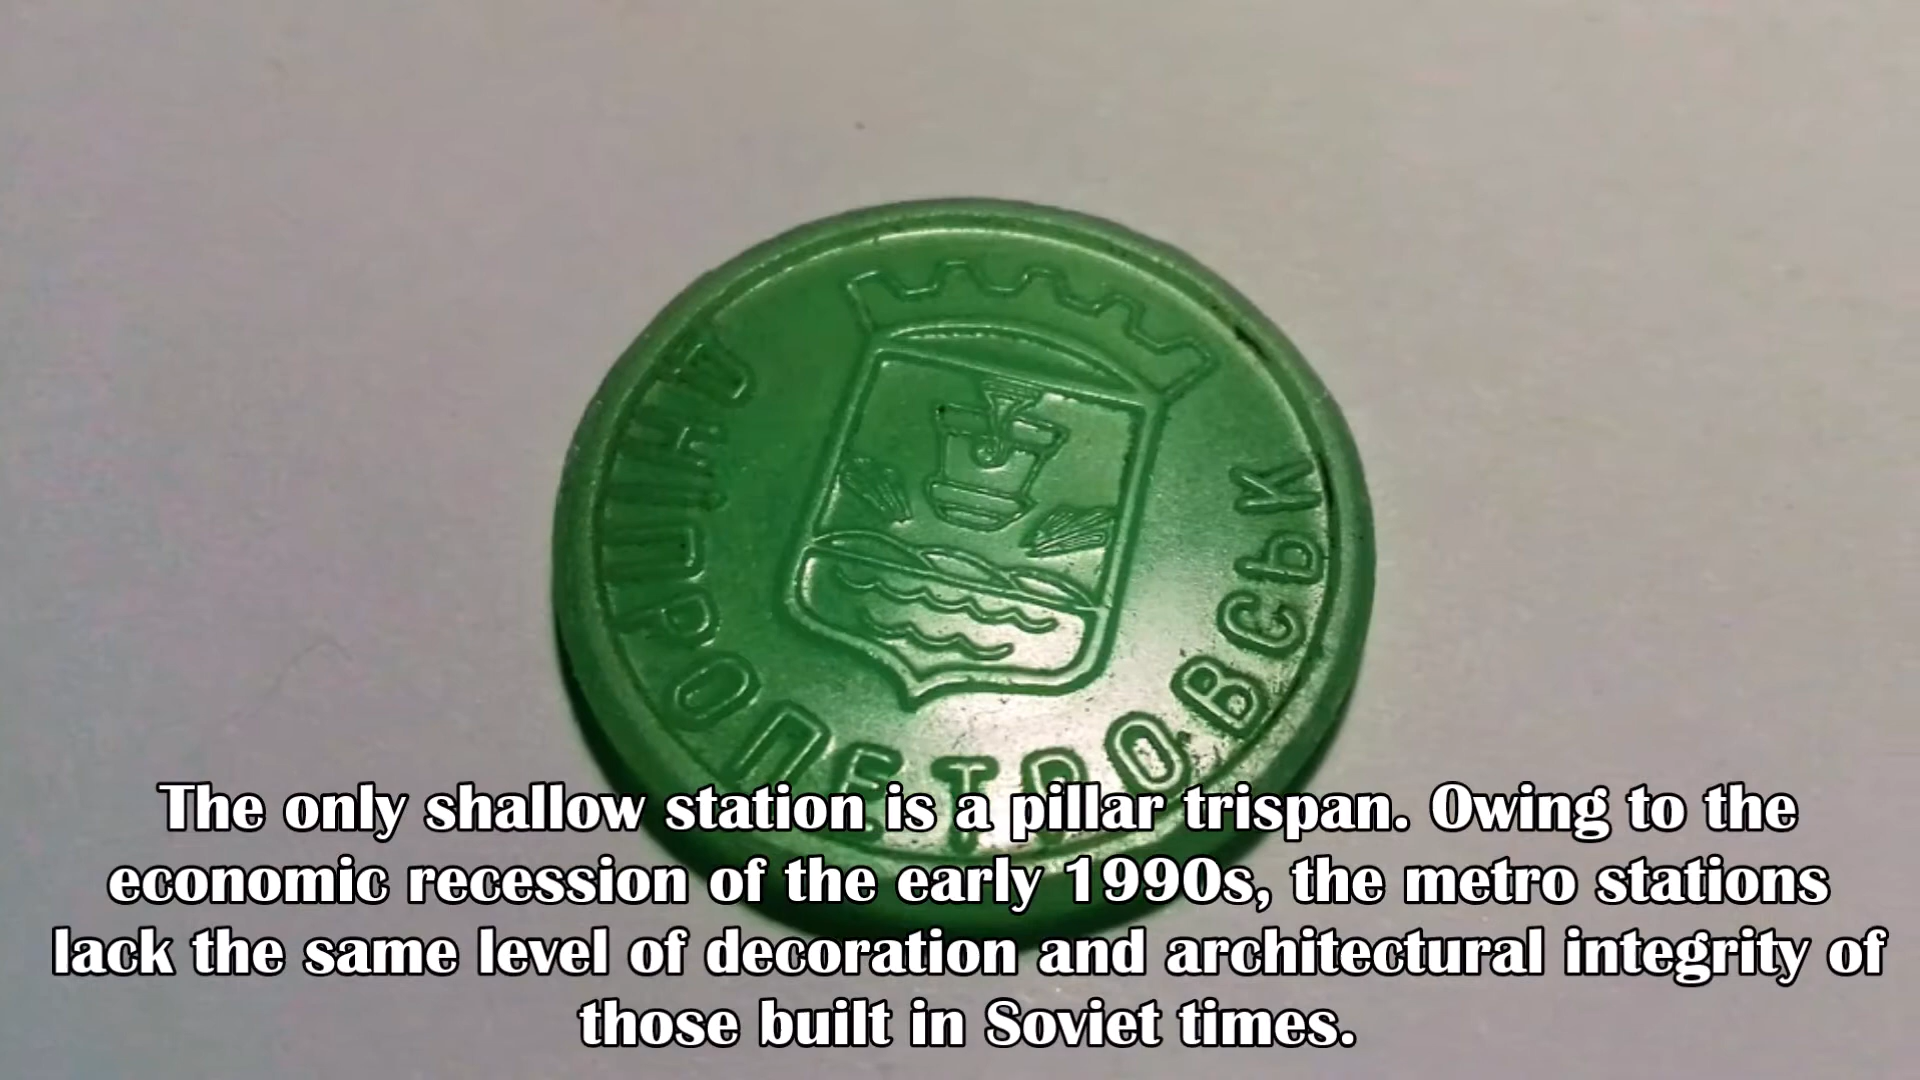 ДНІПРОПЕТРОВСЬК
The only shallow station is a pillar trispan. Owing to the
economic recession of the early 1990s, the metro stations
lack the same level of decoration and architectural integrity of
those built in Soviet times.